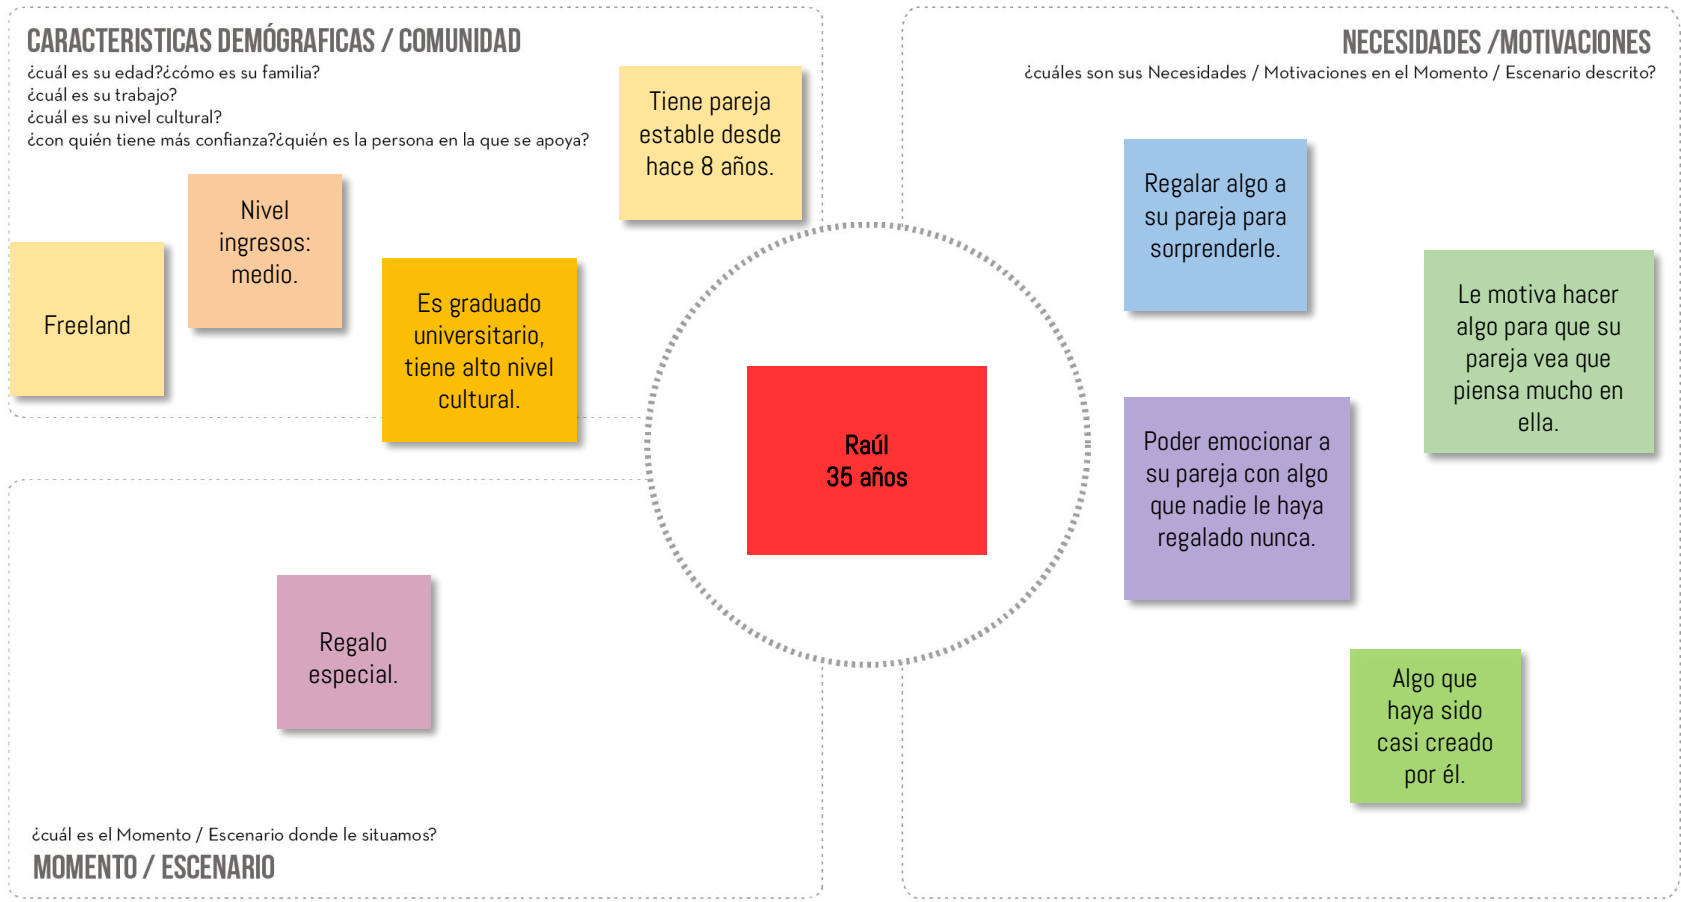 CARACTERISTICAS DEMÓGRAFICAS / COMUNIDAD
¿cuál es su edad?¿cómo es su familia?
¿cuál es su trabajo?
¿cuál es su nivel cultural?
¿con quién tiene más confianza?¿quién es la persona en la que se apoya?
Tiene pareja
estable desde
hace 8 años.
Nivel
ingresos:
medio.
Freeland
Es graduado
universitario,
tiene alto nivel
cultural.
NECESIDADES /MOTIVACIONES
¿cuáles son sus Necesidades / Motivaciones en el Momento / Escenario descrito?
Regalar algo a
su pareja para
sorprenderle.
Le motiva hacer
algo para que su
pareja vea que
piensa mucho en
ella.
Poder emocionar a
su pareja con algo
que nadie le haya
regalado nunca.
Algo que
haya sido
casi creado
por él.
Raúl
35 años
Regalo
especial.
¿cuál es el Momento / Escenario donde le situamos?
MOMENTO / ESCENARIO